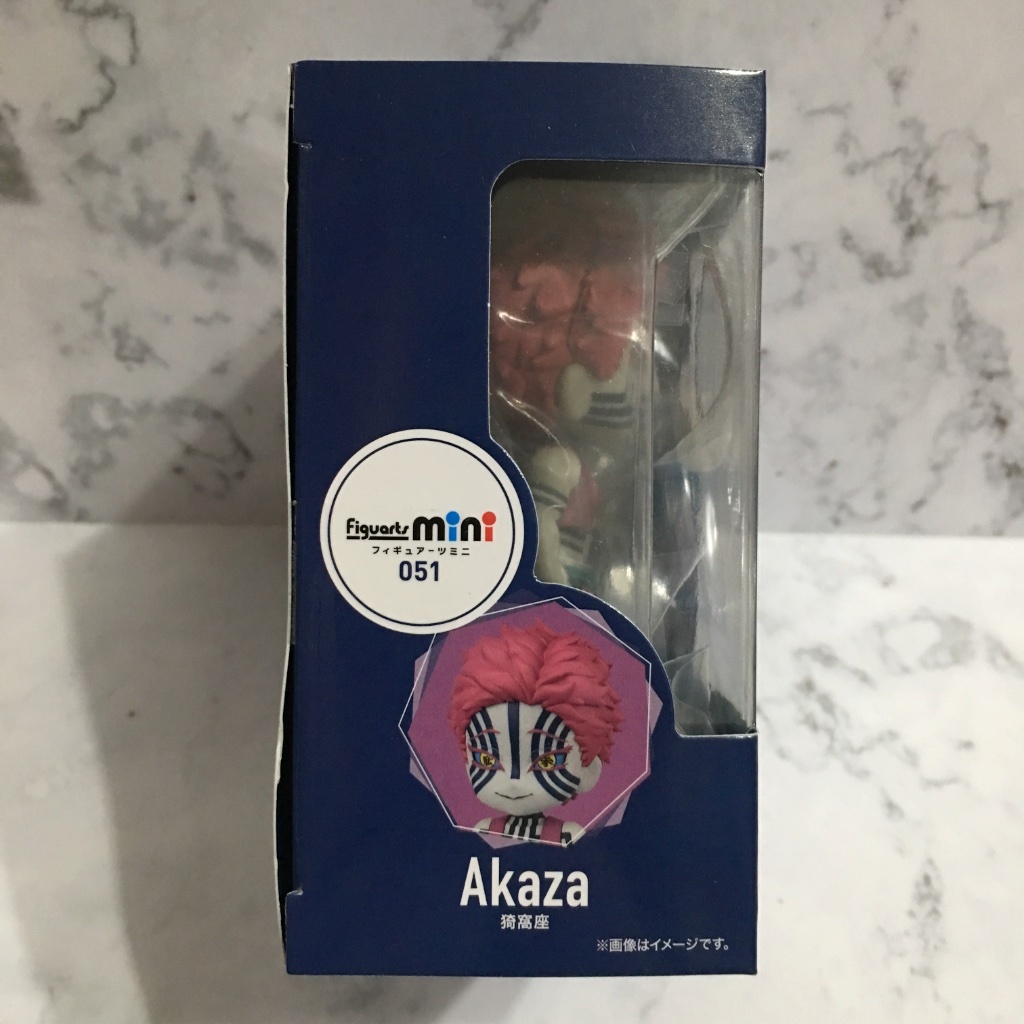 Figuarts mini
フィギュアーツミニ
051
Akaza
猗窩座
※画像はイメージです。